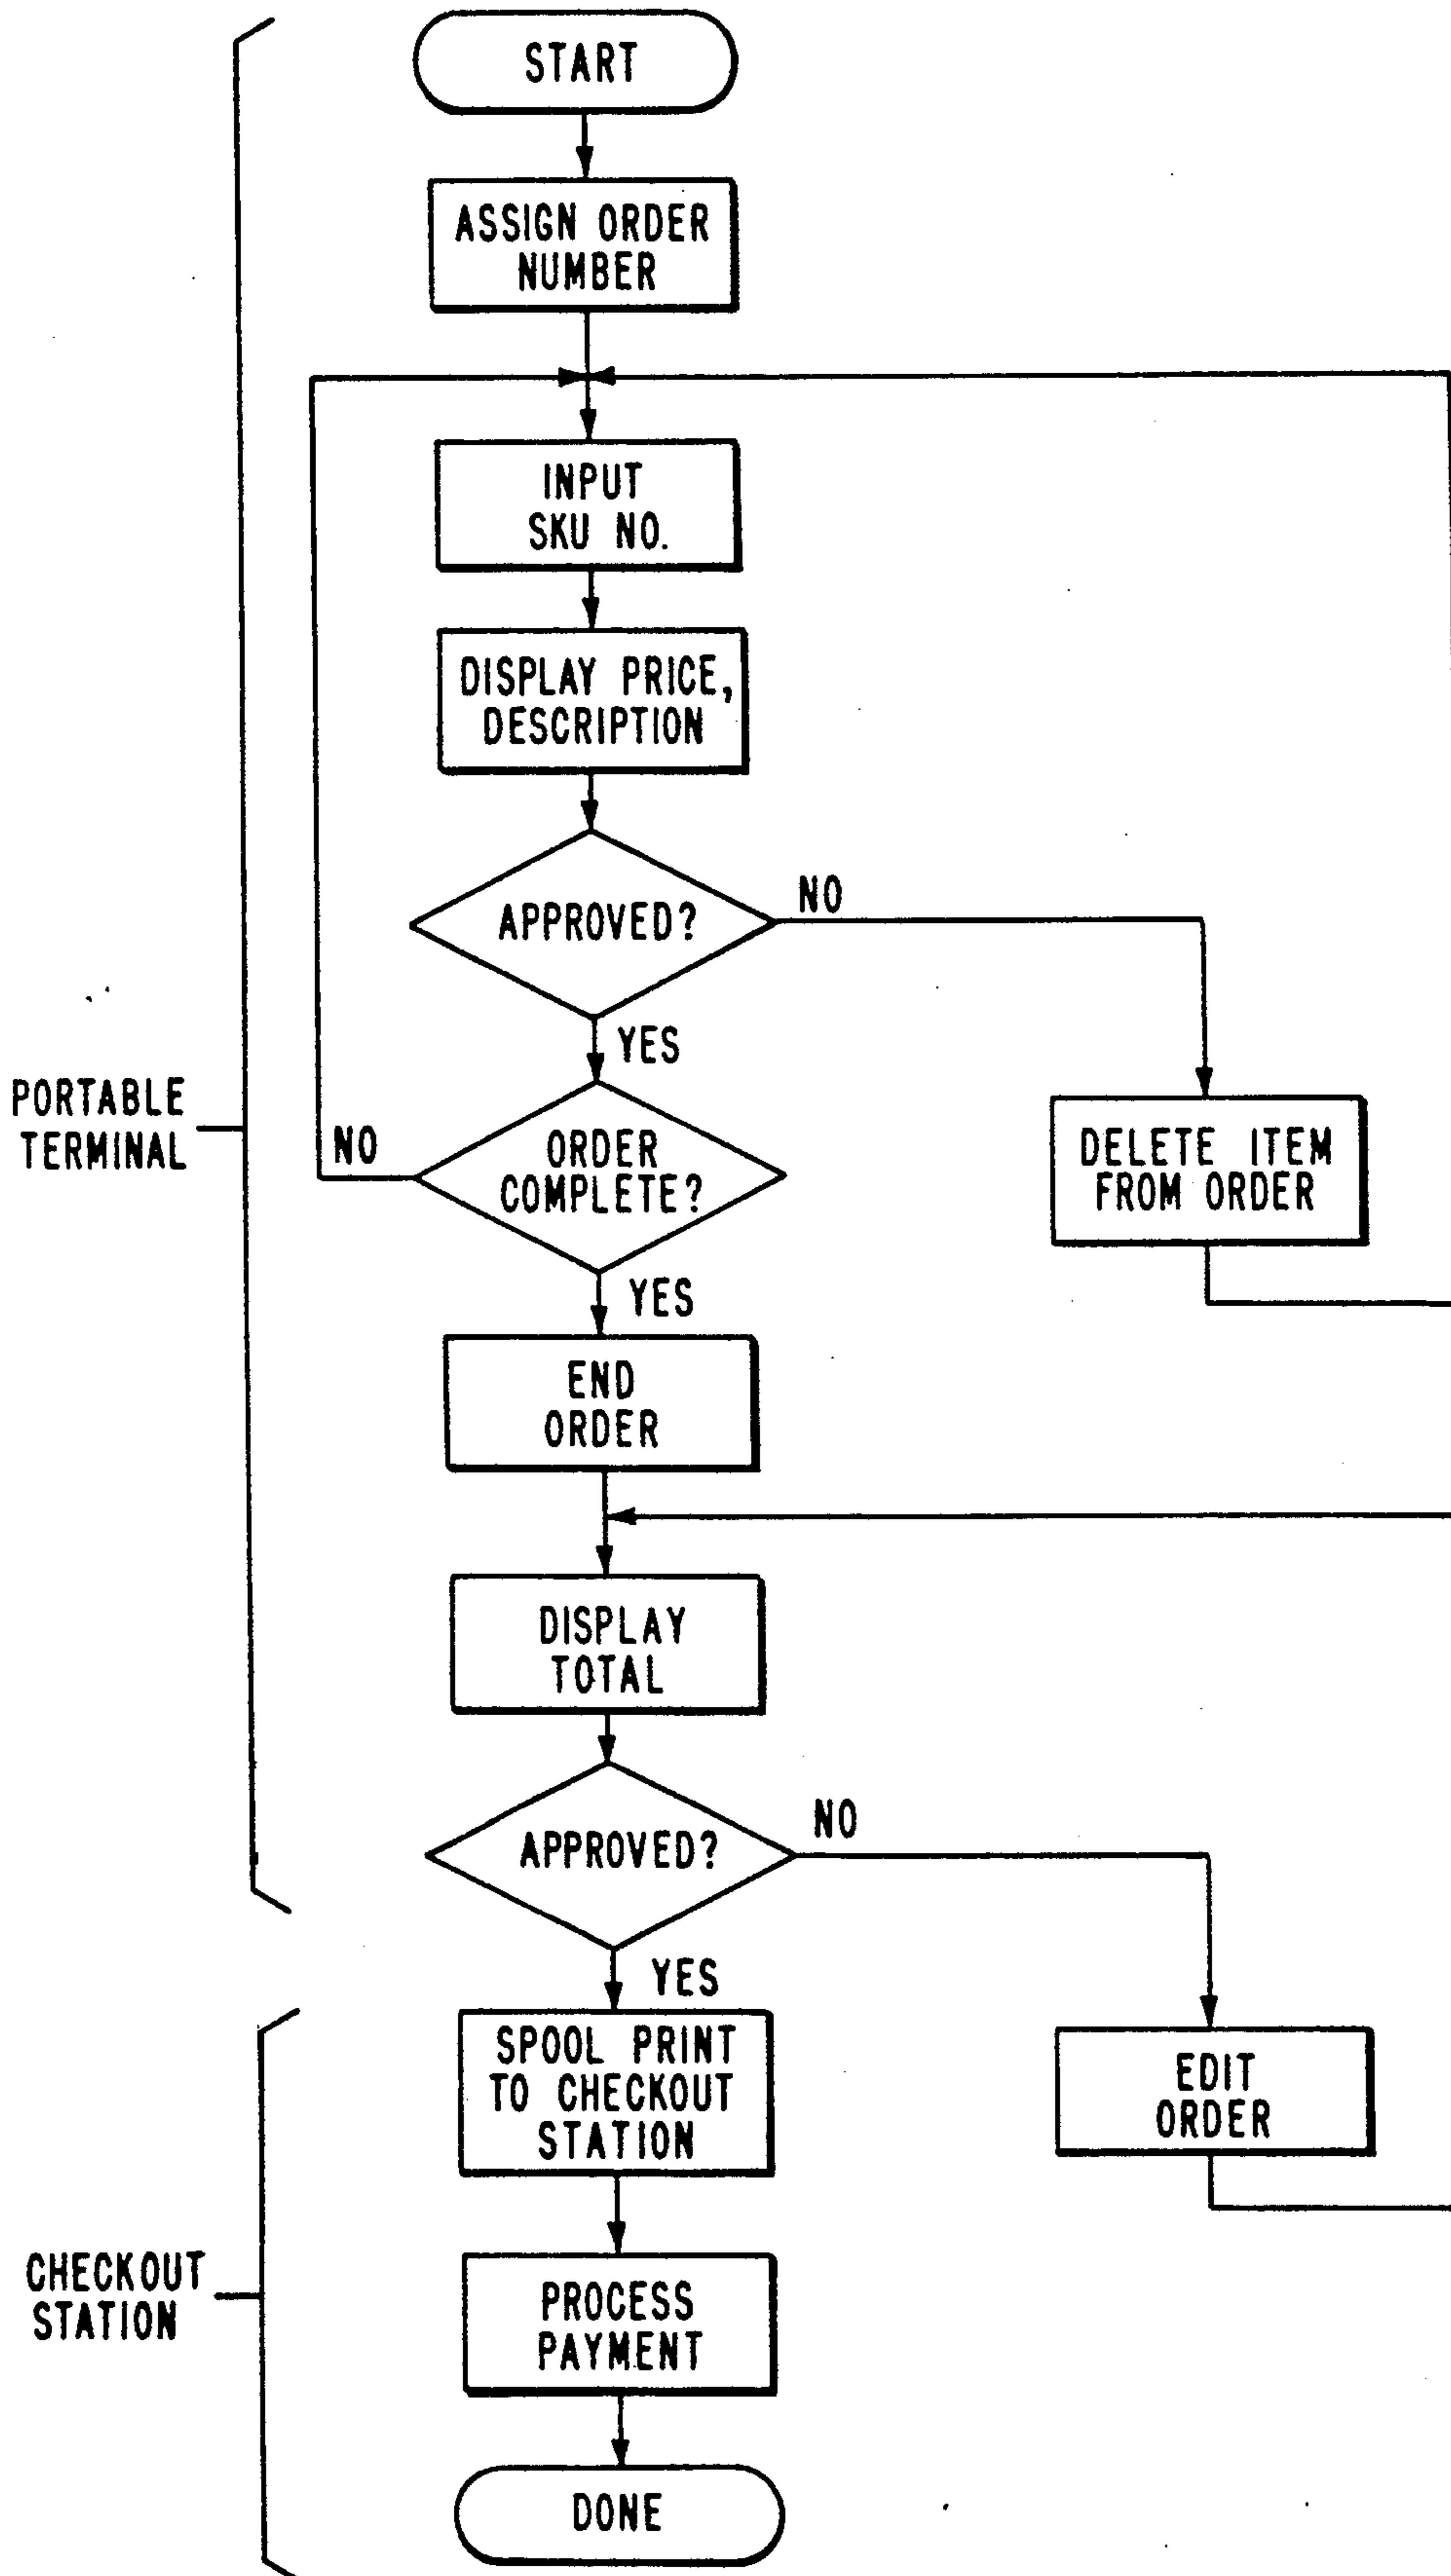 START
ASSIGN ORDER
NUMBER
INPUT
SKU NO.
DISPLAY PRICE,
DESCRIPTION
APPROVED?
NO
YES
PORTABLE
TERMINAL
NO
ORDER
COMPLETE?
DELETE ITEM
FROM ORDER
YES
END
ORDER
DISPLAY
TOTAL
APPROVED?
NO
YES
SPOOL PRINT
TO CHECKOUT
STATION
EDIT
ORDER
CHECKOUT
STATION
PROCESS
PAYMENT
DONE